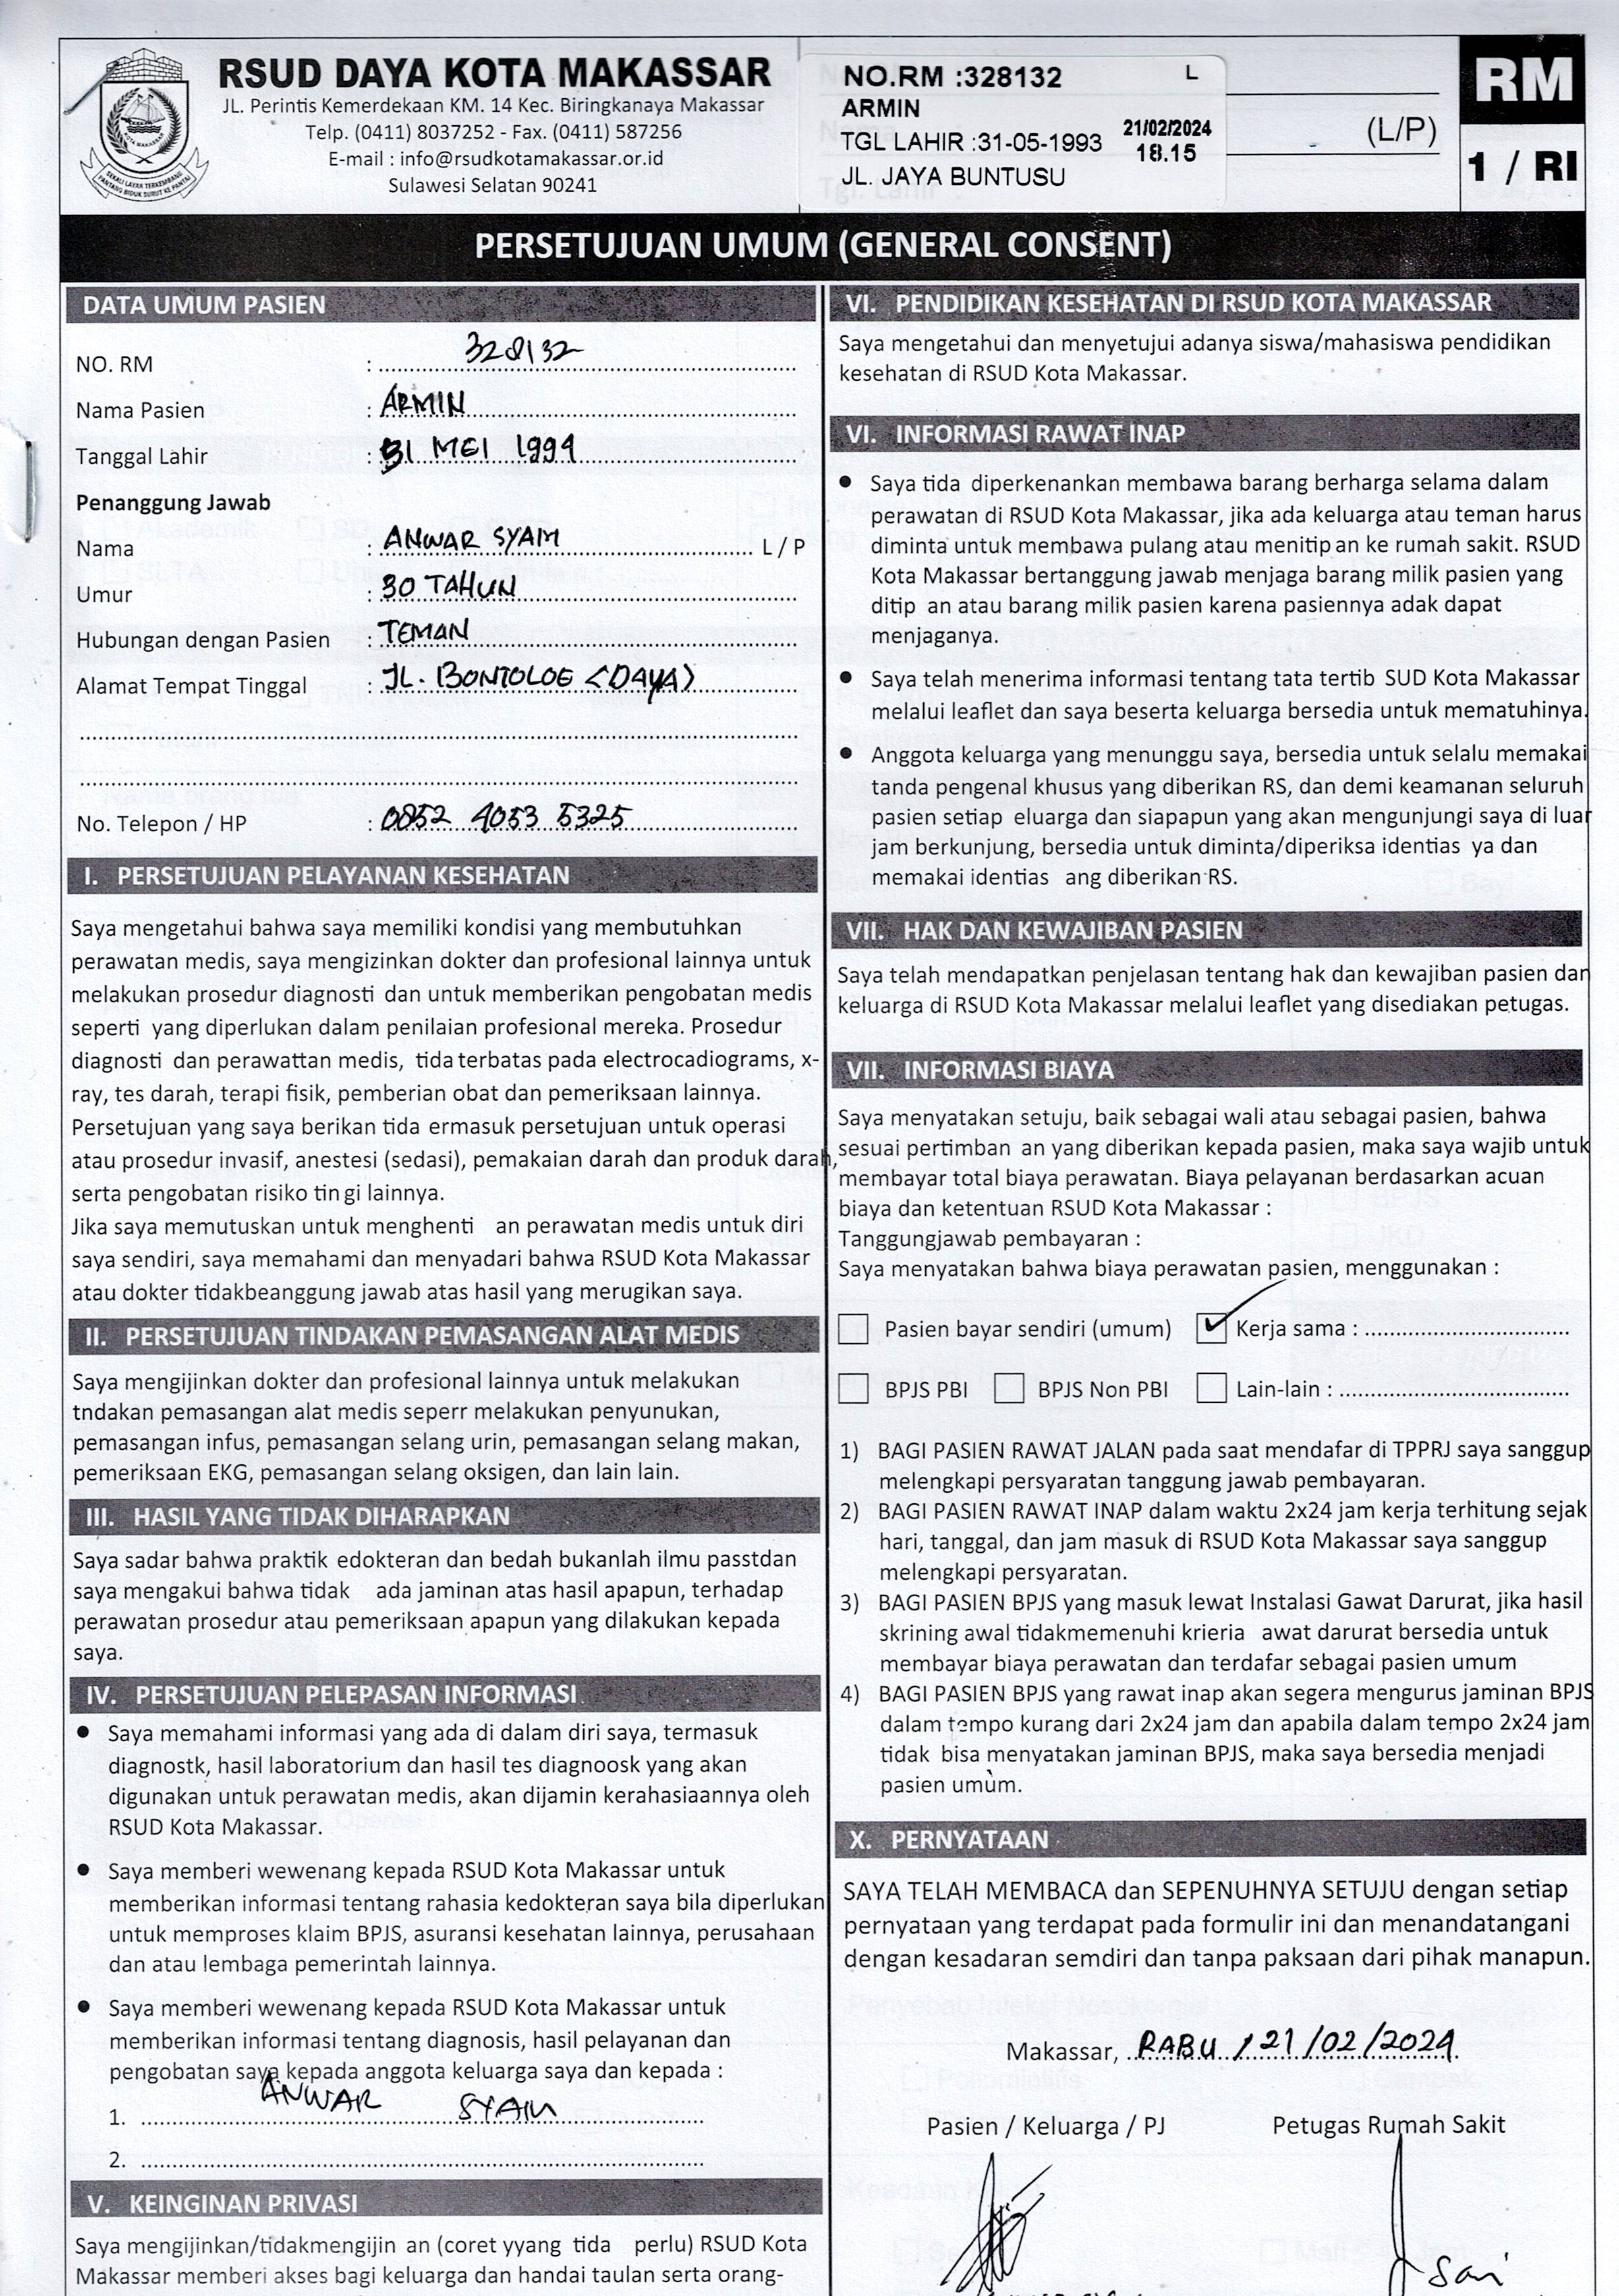 RSUD DAYA KOTA MAKASSAR
JL. Perintis Kemerdekaan KM. 14 Kec. Biringkanaya Makassar
Telp. (0411) 8037252 - Fax. (0411) 587256
E-mail : info@rsudkotamakassar.or.id
Sulawesi Selatan 90241
NO.RM :328132 L
ARMIN
TGL LAHIR :31-05-1993 21/02/2024
18.15
JL. JAYA BUNTUSU
(L/P)
RM
1 / RI
PERSETUJUAN UMUM (GENERAL CONSENT)
DATA UMUM PASIEN
NO. RM : 328132
Nama Pasien : ARMIN
Tanggal Lahir : 31 MEI 1994
Penanggung Jawab
Nama : ANWAR SYAM L / P
Umur : 30 TAHUN
Hubungan dengan Pasien : TEMAN
Alamat Tempat Tinggal : JL. BONTOLOE (DAYA)
No. Telepon / HP : 0852 4053 5325
I. PERSETUJUAN PELAYANAN KESEHATAN
Saya mengetahui bahwa saya memiliki kondisi yang membutuhkan
perawatan medis, saya mengizinkan dokter dan profesional lainnya untuk
melakukan prosedur diagnosti dan untuk memberikan pengobatan medis
seperti yang diperlukan dalam penilaian profesional mereka. Prosedur
diagnosti dan perawattan medis, tida terbatas pada electrocadiograms, x-
ray, tes darah, terapi fisik, pemberian obat dan pemeriksaan lainnya.
Persetujuan yang saya berikan tida ermasuk persetujuan untuk operasi
atau prosedur invasif, anestesi (sedasi), pemakaian darah dan produk darah,
serta pengobatan risiko tin gi lainnya.
Jika saya memutuskan untuk menghenti an perawatan medis untuk diri
saya sendiri, saya memahami dan menyadari bahwa RSUD Kota Makassar
atau dokter tidakbeanggung jawab atas hasil yang merugikan saya.
II. PERSETUJUAN TINDAKAN PEMASANGAN ALAT MEDIS
Saya mengijinkan dokter dan profesional lainnya untuk melakukan
tndakan pemasangan alat medis seperr melakukan penyunukan,
pemasangan infus, pemasangan selang urin, pemasangan selang makan,
pemeriksaan EKG, pemasangan selang oksigen, dan lain lain.
III. HASIL YANG TIDAK DIHARAPKAN
Saya sadar bahwa praktik edokteran dan bedah bukanlah ilmu passtdan
saya mengakui bahwa tidak ada jaminan atas hasil apapun, terhadap
perawatan prosedur atau pemeriksaan apapun yang dilakukan kepada
saya.
IV. PERSETUJUAN PELEPASAN INFORMASI
• Saya memahami informasi yang ada di dalam diri saya, termasuk
diagnostk, hasil laboratorium dan hasil tes diagnoosk yang akan
digunakan untuk perawatan medis, akan dijamin kerahasiaannya oleh
RSUD Kota Makassar.
• Saya memberi wewenang kepada RSUD Kota Makassar untuk
memberikan informasi tentang rahasia kedokteran saya bila diperlukan
untuk memproses klaim BPJS, asuransi kesehatan lainnya, perusahaan
dan atau lembaga pemerintah lainnya.
• Saya memberi wewenang kepada RSUD Kota Makassar untuk
memberikan informasi tentang diagnosis, hasil pelayanan dan
pengobatan saya kepada anggota keluarga saya dan kepada :
1. ANWAR SYAM
2.
V. KEINGINAN PRIVASI
Saya mengijinkan/tidakmengijin an (coret yyang tida perlu) RSUD Kota
Makassar memberi akses bagi keluarga dan handai taulan serta orang-
VI. PENDIDIKAN KESEHATAN DI RSUD KOTA MAKASSAR
Saya mengetahui dan menyetujui adanya siswa/mahasiswa pendidikan
kesehatan di RSUD Kota Makassar.
VI. INFORMASI RAWAT INAP
• Saya tida diperkenankan membawa barang berharga selama dalam
perawatan di RSUD Kota Makassar, jika ada keluarga atau teman harus
diminta untuk membawa pulang atau menitip an ke rumah sakit. RSUD
Kota Makassar bertanggung jawab menjaga barang milik pasien yang
ditip an atau barang milik pasien karena pasiennya adak dapat
menjaganya.
• Saya telah menerima informasi tentang tata tertib SUD Kota Makassar
melalui leaflet dan saya beserta keluarga bersedia untuk mematuhinya.
• Anggota keluarga yang menunggu saya, bersedia untuk selalu memakai
tanda pengenal khusus yang diberikan RS, dan demi keamanan seluruh
pasien setiap eluarga dan siapapun yang akan mengunjungi saya di luar
jam berkunjung, bersedia untuk diminta/diperiksa identias ya dan
memakai identias ang diberikan RS.
VII. HAK DAN KEWAJIBAN PASIEN
Saya telah mendapatkan penjelasan tentang hak dan kewajiban pasien dan
keluarga di RSUD Kota Makassar melalui leaflet yang disediakan petugas.
VII. INFORMASI BIAYA
Saya menyatakan setuju, baik sebagai wali atau sebagai pasien, bahwa
sesuai pertimban an yang diberikan kepada pasien, maka saya wajib untuk
membayar total biaya perawatan. Biaya pelayanan berdasarkan acuan
biaya dan ketentuan RSUD Kota Makassar :
Tanggungjawab pembayaran :
Saya menyatakan bahwa biaya perawatan pasien, menggunakan :
☐ Pasien bayar sendiri (umum) ☑ Kerja sama :
☐ BPJS PBI ☐ BPJS Non PBI ☐ Lain-lain :
1) BAGI PASIEN RAWAT JALAN pada saat mendafar di TPPRJ saya sanggup
melengkapi persyaratan tanggung jawab pembayaran.
2) BAGI PASIEN RAWAT INAP dalam waktu 2x24 jam kerja terhitung sejak
hari, tanggal, dan jam masuk di RSUD Kota Makassar saya sanggup
melengkapi persyaratan.
3) BAGI PASIEN BPJS yang masuk lewat Instalasi Gawat Darurat, jika hasil
skrining awal tidakmemenuhi krieria awat darurat bersedia untuk
membayar biaya perawatan dan terdafar sebagai pasien umum
4) BAGI PASIEN BPJS yang rawat inap akan segera mengurus jaminan BPJS
dalam tempo kurang dari 2x24 jam dan apabila dalam tempo 2x24 jam
tidak bisa menyatakan jaminan BPJS, maka saya bersedia menjadi
pasien umum.
X. PERNYATAAN
SAYA TELAH MEMBACA dan SEPENUHNYA SETUJU dengan setiap
pernyataan yang terdapat pada formulir ini dan menandatangani
dengan kesadaran semdiri dan tanpa paksaan dari pihak manapun.
Makassar, RABU / 21/02/2024
Pasien / Keluarga / PJ Petugas Rumah Sakit
Sari